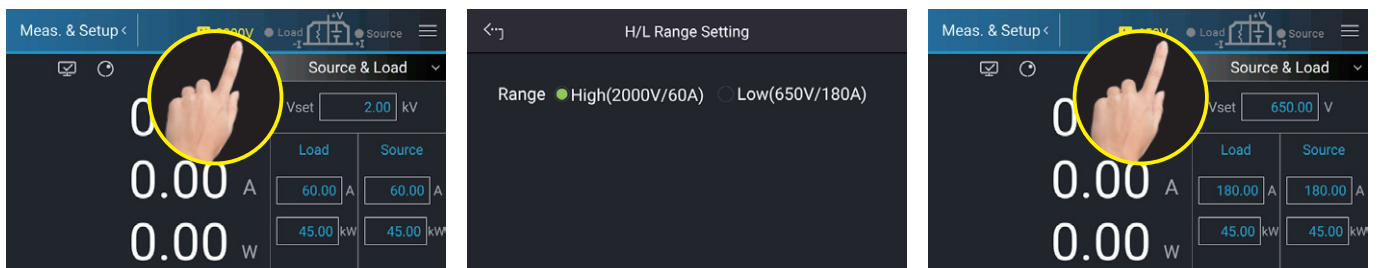 Meas. & Setup<
Load
+V
-I
+I
Source
Source & Load
Vset 2.00 kV
Load Source
0.00 A
60.00 A 60.00 A
0.00 W
45.00 kW 45.00 kW
H/L Range Setting
Range High(2000V/60A) Low(650V/180A)
Meas. & Setup<
Load
+V
-I
+I
Source
Source & Load
Vset 650.00 V
Load Source
0.00 A
180.00 A 180.00 A
0.00 W
45.00 kW 45.00 kW